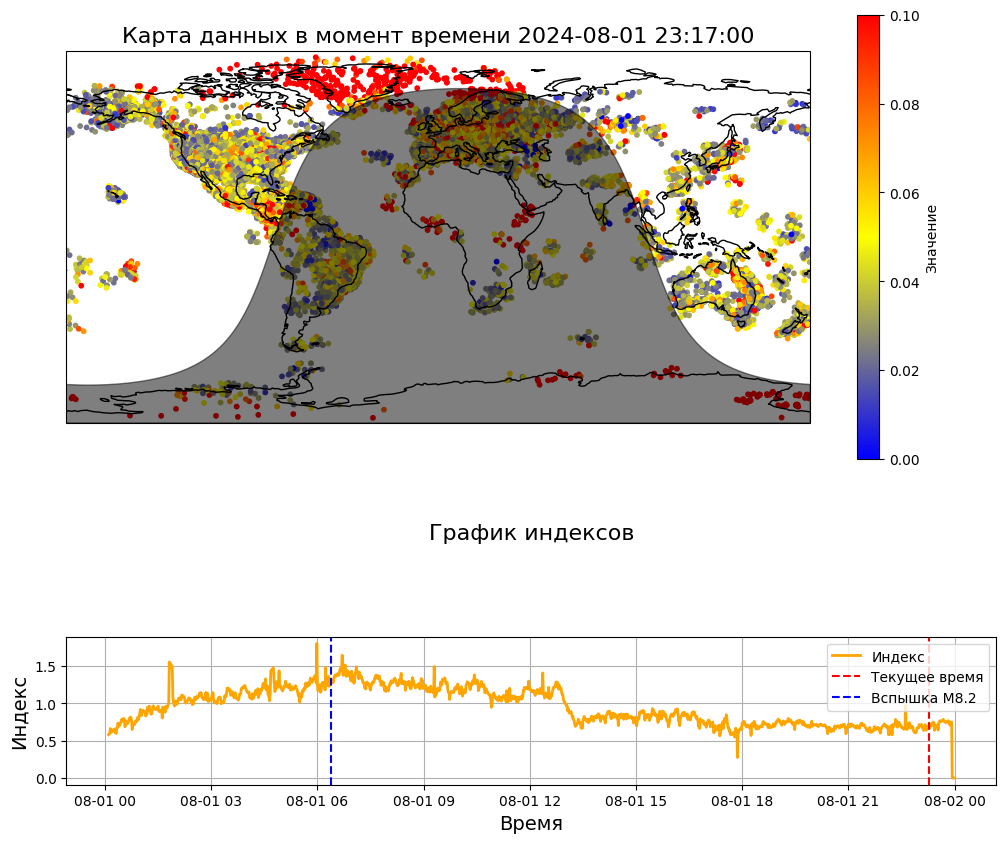 Карта данных в момент времени 2024-08-01 23:17:00
0.10
0.08
0.06
0.04
0.02
0.00
Значение
График индексов
Индекс
1.5
1.0
0.5
0.0
Индекс
Текущее время
Вспышка M8.2
08-01 00
08-01 03
08-01 06
08-01 09
08-01 12
08-01 15
08-01 18
08-01 21
08-02 00
Время